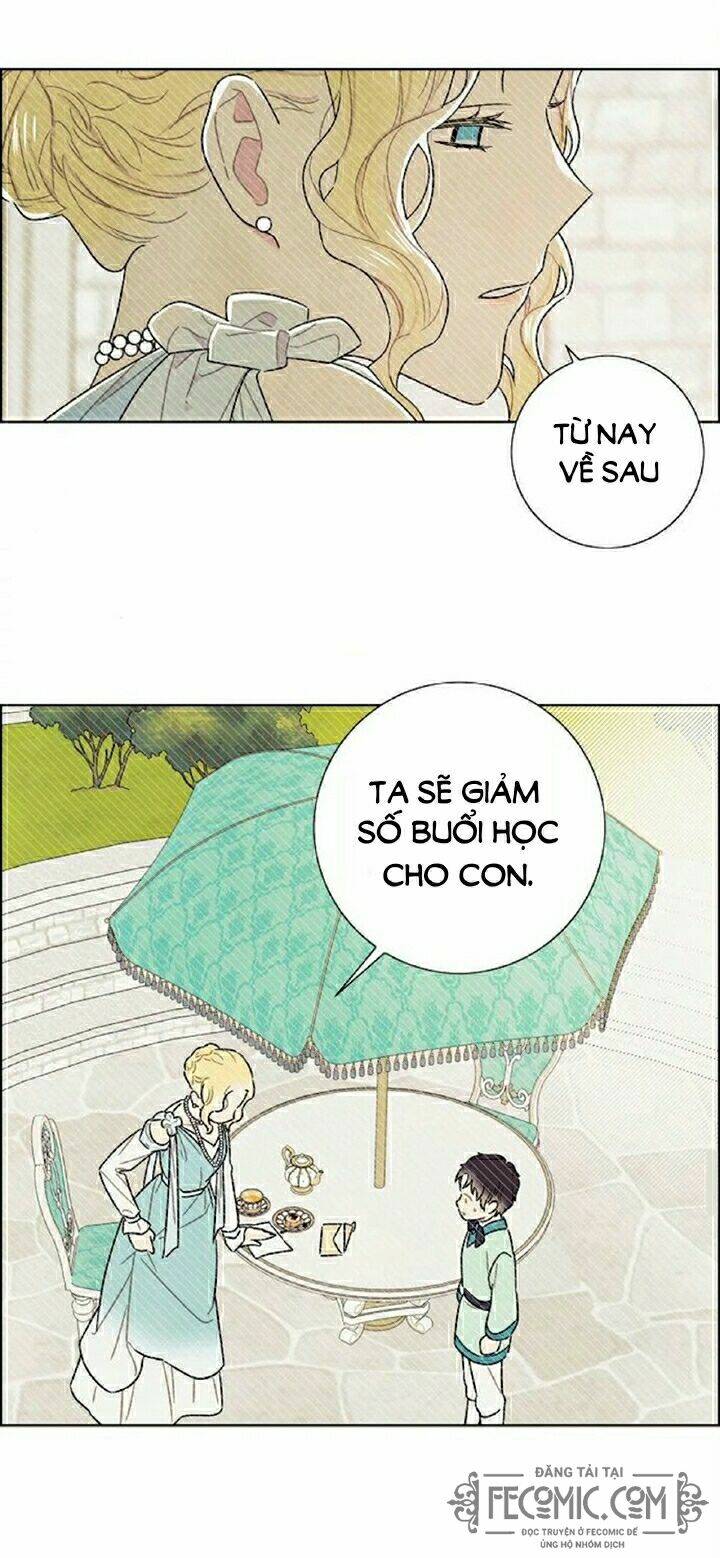 TỪ NAY
VỀ SAU
TA SẼ GIẢM
SỐ BUỔI HỌC
CHO CON.
ĐĂNG TẢI TẠI
FECOMIC.COM
ĐỌC TRUYỆN Ở FECOMIC ĐỂ
ỦNG HỘ NHÓM DỊCH